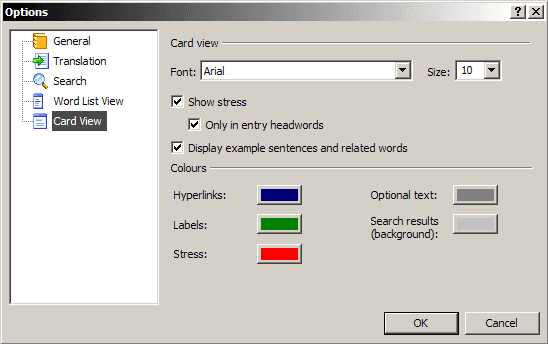 Options
General
Translation
Search
Word List View
Card View
Card view
Font: Arial Size: 10
Show stress
Only in entry headwords
Display example sentences and related words
Colours
Hyperlinks: Optional text:
Labels: Search results
(background):
Stress:
OK Cancel